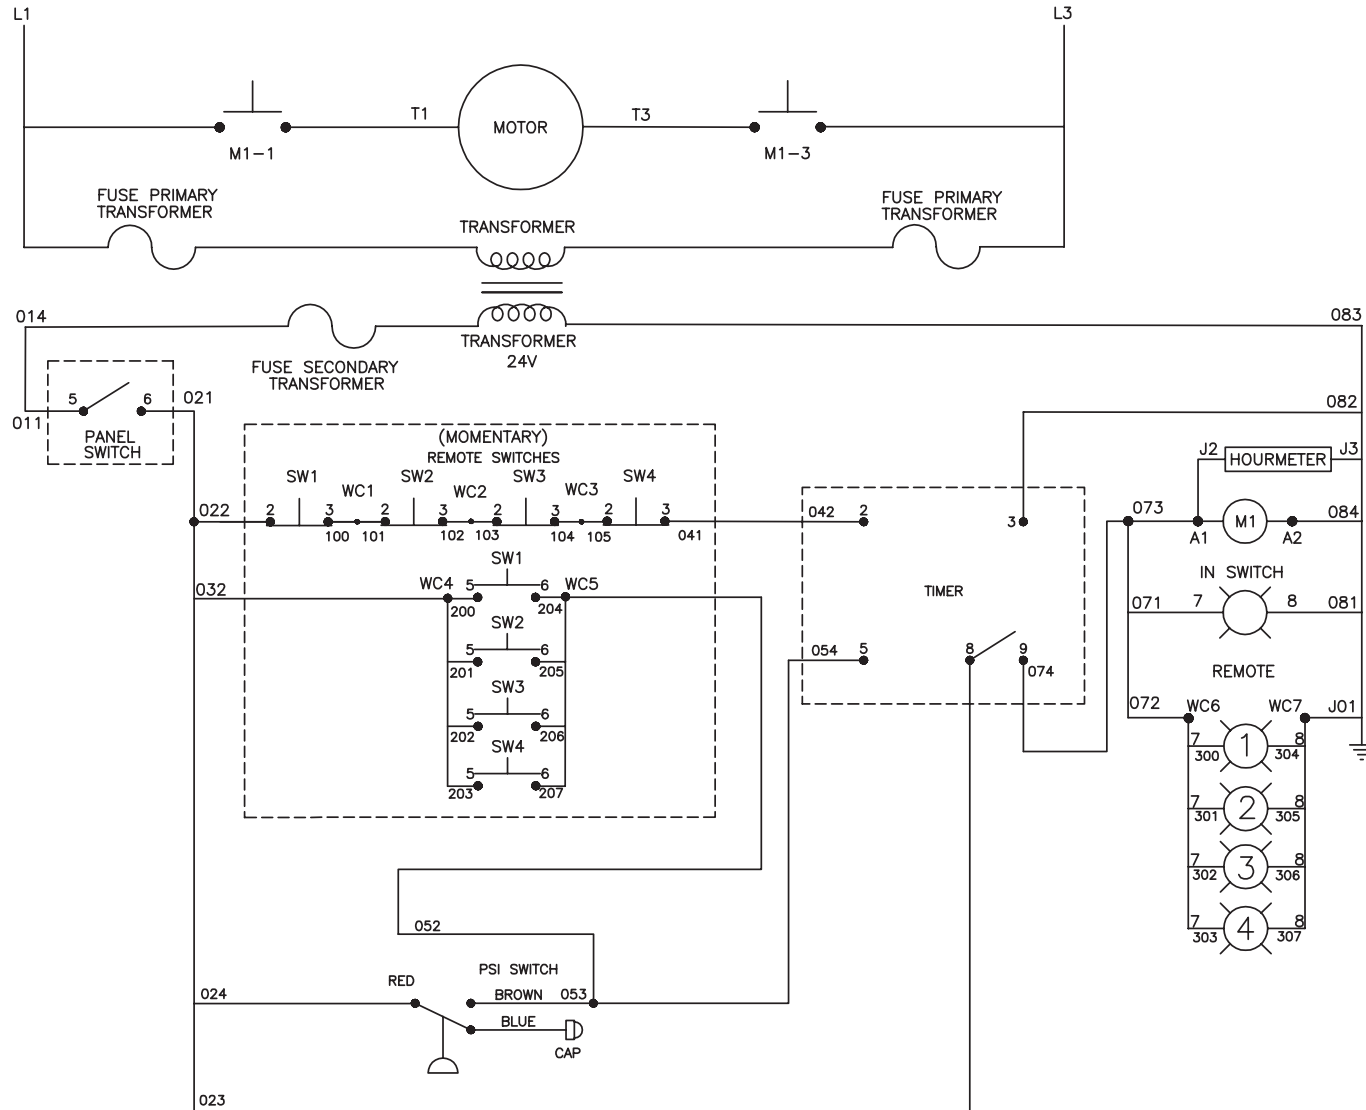 L1
L3
T1
MOTOR
T3
M1-1
M1-3
FUSE PRIMARY
TRANSFORMER
FUSE PRIMARY
TRANSFORMER
TRANSFORMER
014
083
TRANSFORMER
24V
FUSE SECONDARY
TRANSFORMER
5
6
021
011
PANEL
SWITCH
082
(MOMENTARY)
REMOTE SWITCHES
J2
HOURMETER
J3
SW1
WC1
SW2
WC2
SW3
WC3
SW4
022
2
3
2
3
2
3
2
3
042
2
3
073
M1
084
100
101
102
103
104
105
041
A1
A2
SW1
IN SWITCH
032
WC4
5
6
WC5
TIMER
200
204
071
7
8
081
SW2
5
6
201
205
054
5
8
9
074
REMOTE
SW3
5
6
202
206
072
WC6
WC7
J01
SW4
7
300
1
8
304
5
6
203
207
7
301
2
8
305
7
302
3
8
306
7
303
4
8
307
052
RED
PSI SWITCH
024
BROWN
053
BLUE
CAP
023